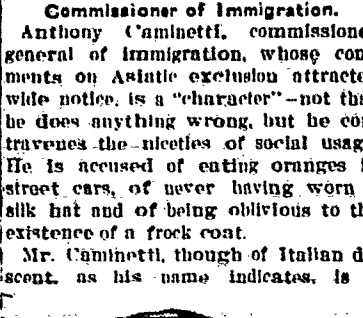 Commissioner of Immigration.
Anthony Caminetti, commissione
general of immigration, whose com
ments on Asiatic exclusion attracte
wide notice, is a "character"—not tha
he does anything wrong, but he con
travenes the niceties of social usag
He is accused of eating oranges i
street cars, of never having worn
silk hat and of being oblivious to th
existence of a frock coat.
Mr. Caminetti, though of Italian d
scent, as his name indicates, is